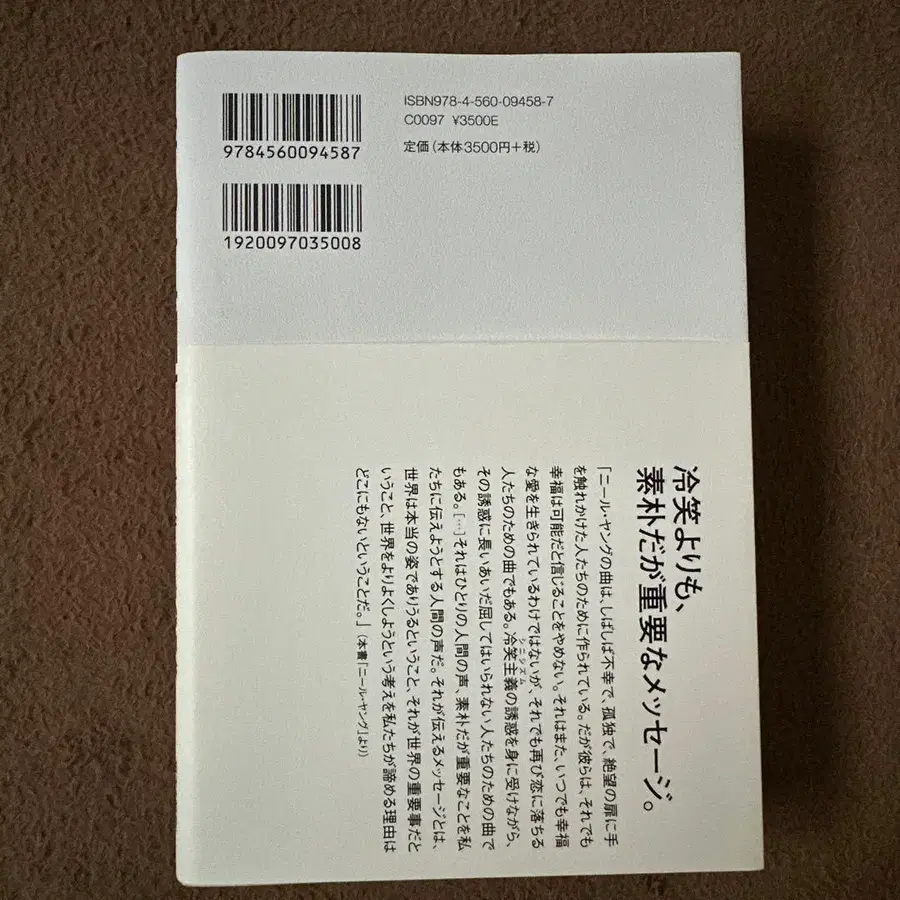 ISBN978-4-560-09458-7
C0097 ¥3500E
定価（本体3500円＋税）
9784560094587
1920097035008
冷笑よりも、
素朴だが重要なメッセージ。
「ニール・ヤングの曲は、しばしば不幸で、孤独で、絶望の扉に手
を触れかけた人たちのために作られている。だが彼らは、それでも
幸福は可能だと信じることをやめない。それはまた、いつでも幸福
な愛を生きられているわけではないが、それでも再び恋に落ちる
人たちのための曲でもある。冷笑主義の誘惑を身に受けながら、
シニシズム
その誘惑に長いあいだ屈してはいられない人たちのための曲で
もある。［…］それはひとりの人間の声、素朴だが重要なことを私
たちに伝えようとする人間の声だ。それが伝えるメッセージとは、
世界は本当の姿でありうるということ、それが世界の重要事だと
いうこと、世界をよりよくしようという考えを私たちが諦める理由は
どこにもないということだ。」（本書「ニール・ヤング」より）